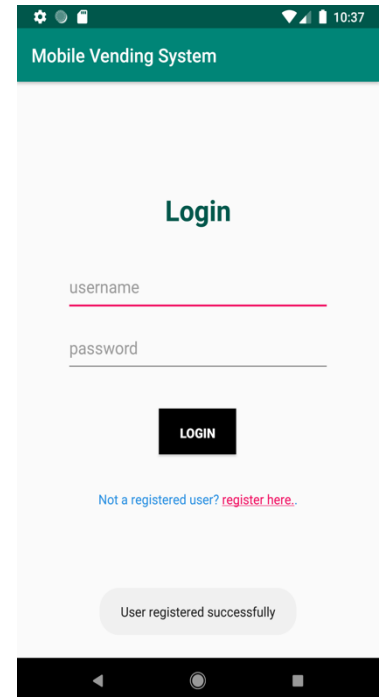 10:37
Mobile Vending System
Login
username
password
LOGIN
Not a registered user? register here..
User registered successfully